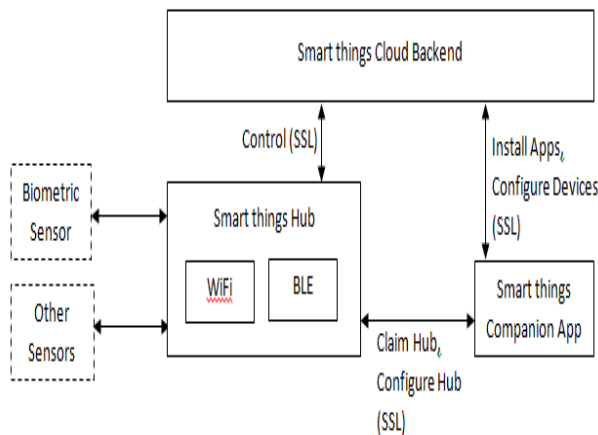 Smart things Cloud Backend
Control (SSL)
Install Apps,
Configure Devices
(SSL)
Biometric
Sensor
Smart things Hub
WiFi
BLE
Other
Sensors
Smart things
Companion App
Claim Hub,
Configure Hub
(SSL)